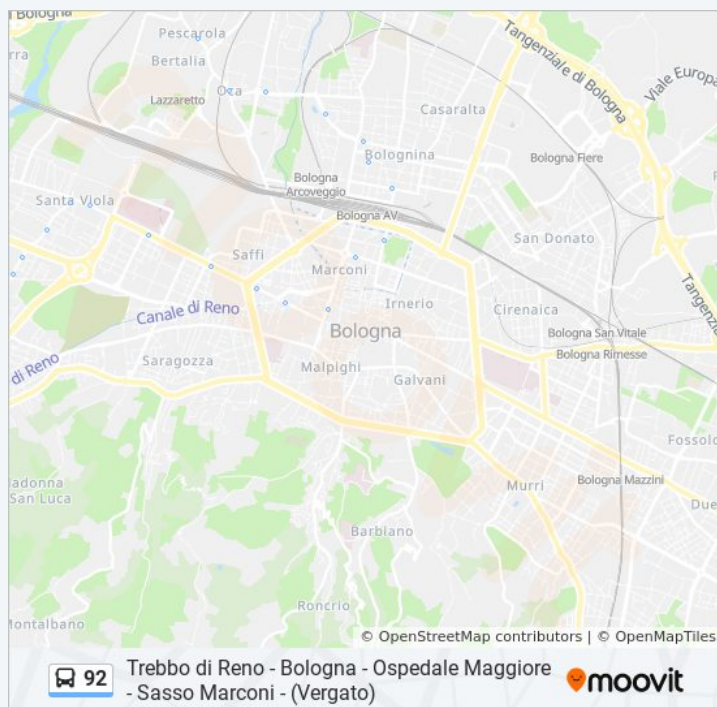 i Bologna
Pescarola
Bertalia
Tangenziale di Bologna
Viale Europa
Lazzaretto
Oca
Casaralta
Bolognina
Bologna Fiere
Bologna
Arcoveggio
Santa Viola
Bologna AV
San Donato
Saffi
Marconi
Tangenzia
Canale di Reno
Irnerio
Cirenaica
Bologna
Bologna San Vitale
Bologna Rimesse
di Reno
Saragozza
Malpighi
Galvani
Fossolo
Madonna
San Luca
Murri
Bologna Mazzini
Due
Barbiano
Roncrio
Montalbano
© OpenStreetMap contributors | © OpenMapTiles
92
Trebbo di Reno - Bologna - Ospedale Maggiore
- Sasso Marconi - (Vergato)
moovit